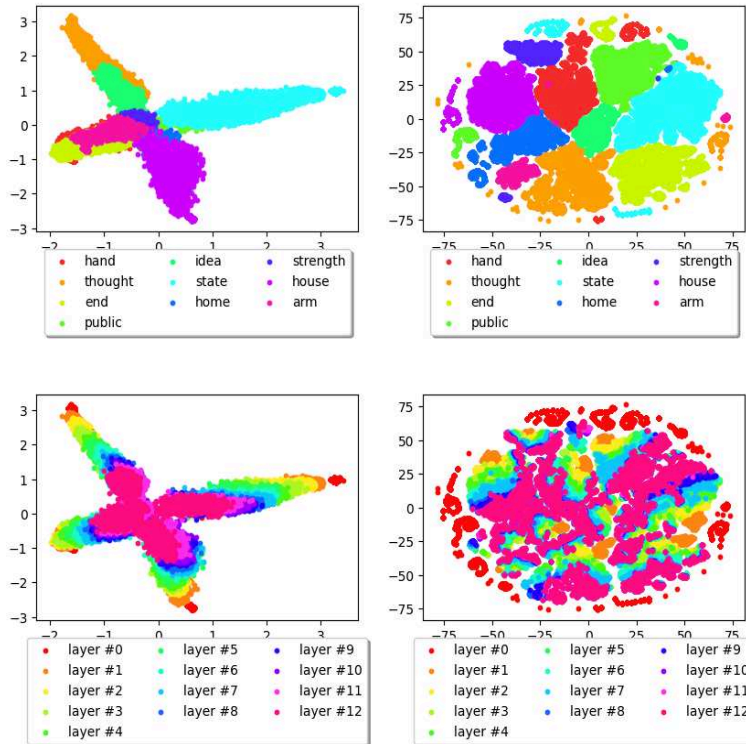 3
2
1
0
−1
−2
−3
−2 −1 0 1 2 3
hand idea strength
thought state house
end home arm
public
75
50
25
0
−25
−50
−75
−75 −50 −25 0 25 50 75
hand idea strength
thought state house
end home arm
public
3
2
1
0
−1
−2
−3
−2 −1 0 1 2 3
layer #0 layer #5 layer #9
layer #1 layer #6 layer #10
layer #2 layer #7 layer #11
layer #3 layer #8 layer #12
layer #4
75
50
25
0
−25
−50
−75
−75 −50 −25 0 25 50 75
layer #0 layer #5 layer #9
layer #1 layer #6 layer #10
layer #2 layer #7 layer #11
layer #3 layer #8 layer #12
layer #4